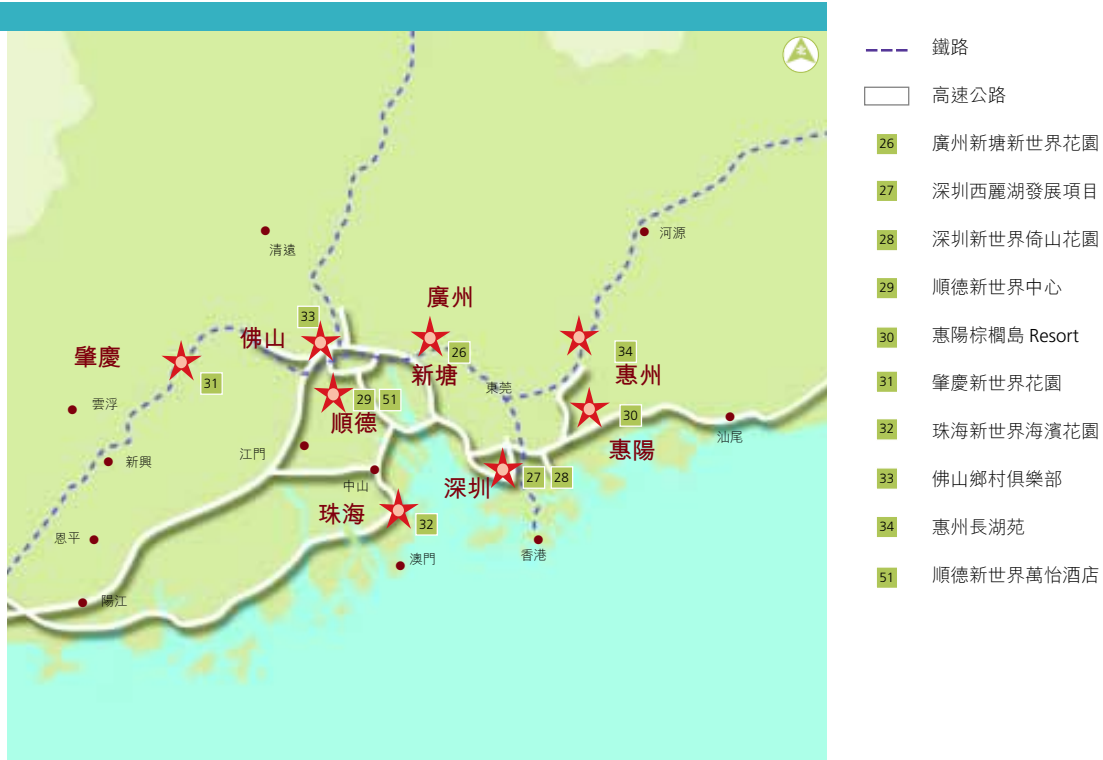 北
清遠
河源
廣州
33
佛山
26
34
肇慶
新塘
惠州
31
東莞
雲浮
29
51
30
順德
汕尾
惠陽
江門
新興
中山
深圳
27
28
珠海
32
恩平
香港
澳門
陽江
鐵路
高速公路
26 廣州新塘新世界花園
27 深圳西麗湖發展項目
28 深圳新世界倚山花園
29 順德新世界中心
30 惠陽棕櫚島 Resort
31 肇慶新世界花園
32 珠海新世界海濱花園
33 佛山鄉村俱樂部
34 惠州長湖苑
51 順德新世界萬怡酒店